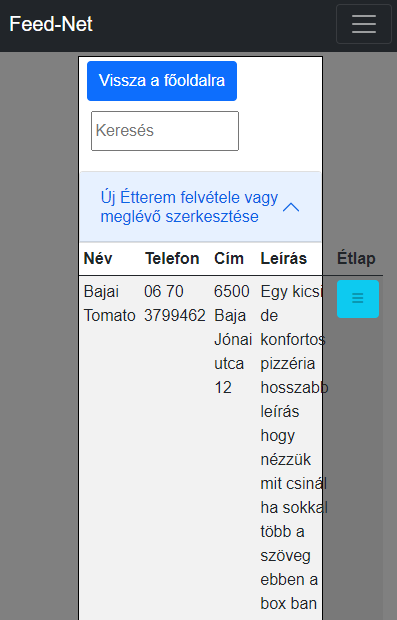 Feed-Net
Vissza a főoldalra
Keresés
Új Étterem felvétele vagy
meglévő szerkesztése
Név Telefon Cím Leírás Étlap
Bajai 06 70 6500 Egy kicsi
Tomato 3799462 Baja de
Jónai konfortos
utca pizzéria
12 hosszabb
leírás
hogy
nézzük
mit csinál
ha sokkal
több a
szöveg
ebben a
box ban